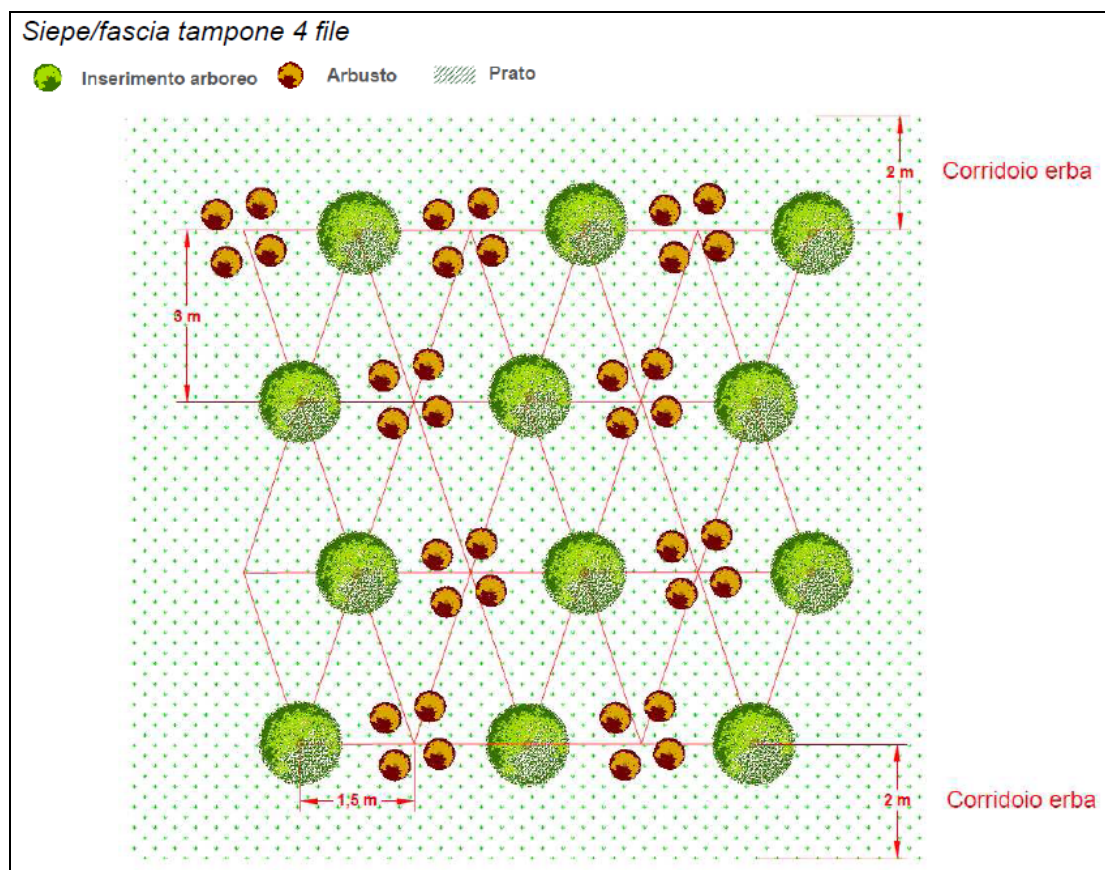 Siepe/fascia tampone 4 file
Inserimento arboreo Arbusto Prato
2 m Corridoio erba
3 m
1,5 m
2 m Corridoio erba